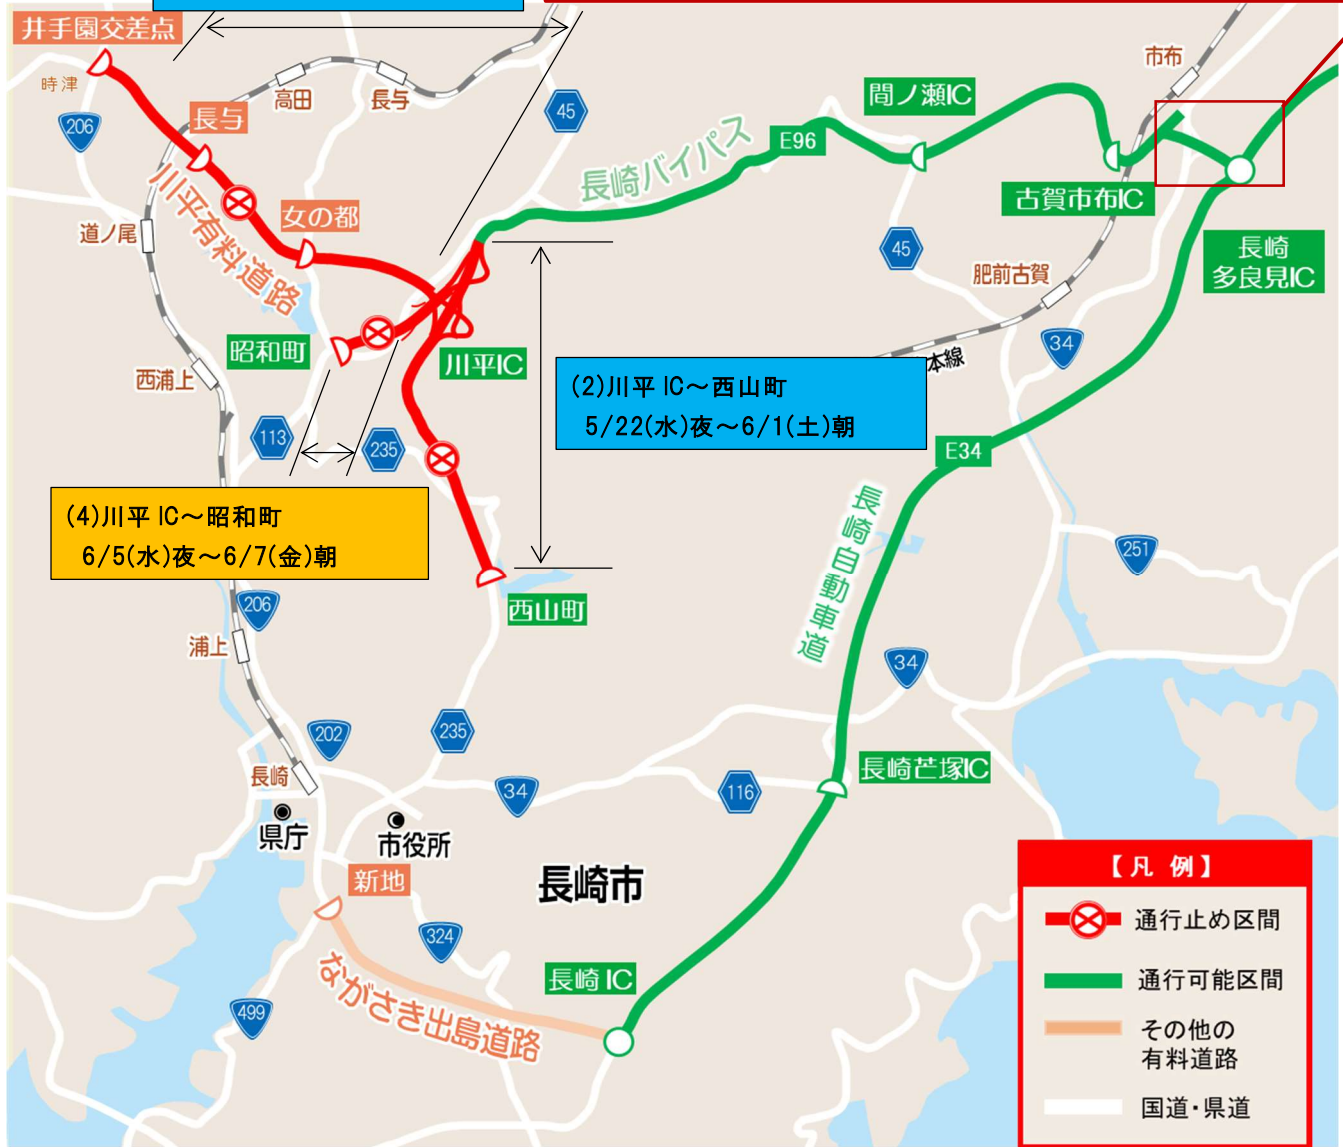 井手園交差点
時津
206
高田
長与
長与
45
市布
間ノ瀬IC
E96
長崎バイパス
古賀市布IC
川平有料道路
女の都
道ノ尾
45
肥前古賀
長崎
多良見IC
昭和町
川平IC
34
本線
西浦上
(2)川平 IC～西山町
5/22(水)夜～6/1(土)朝
113
235
E34
(4)川平 IC～昭和町
6/5(水)夜～6/7(金)朝
長崎自動車道
251
206
西山町
浦上
34
202
235
長崎
34
116
長崎芒塚IC
県庁
市役所
長崎市
新地
324
長崎 IC
ながさき出島道路
499
【凡 例】
通行止め区間
通行可能区間
その他の
有料道路
国道・県道